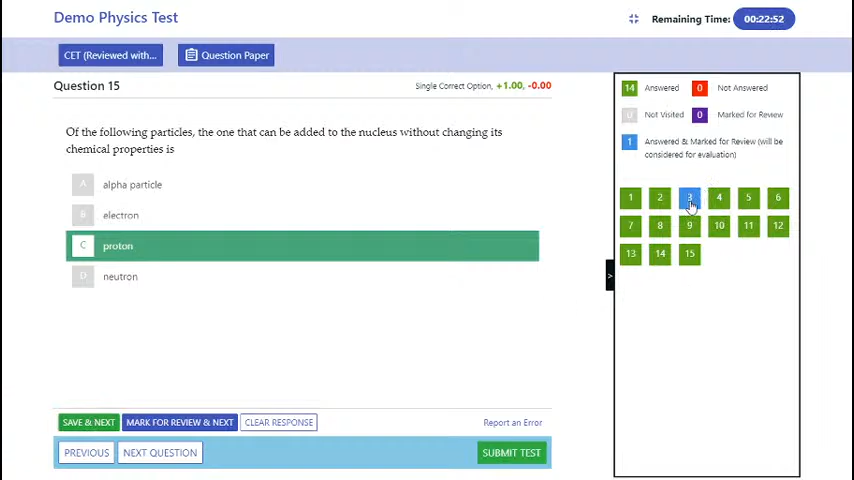 Demo Physics Test
Remaining Time: 00:22:52
CET (Reviewed with...
Question Paper
Question 15
Single Correct Option, +1.00, -0.00
Of the following particles, the one that can be added to the nucleus without changing its
chemical properties is
A alpha particle
B electron
C proton
D neutron
SAVE & NEXT
MARK FOR REVIEW & NEXT
CLEAR RESPONSE
Report an Error
PREVIOUS
NEXT QUESTION
SUBMIT TEST
14 Answered
0 Not Answered
0 Not Visited
0 Marked for Review
1 Answered & Marked for Review (will be
considered for evaluation)
1 2 3 4 5 6
7 8 9 10 11 12
13 14 15
>